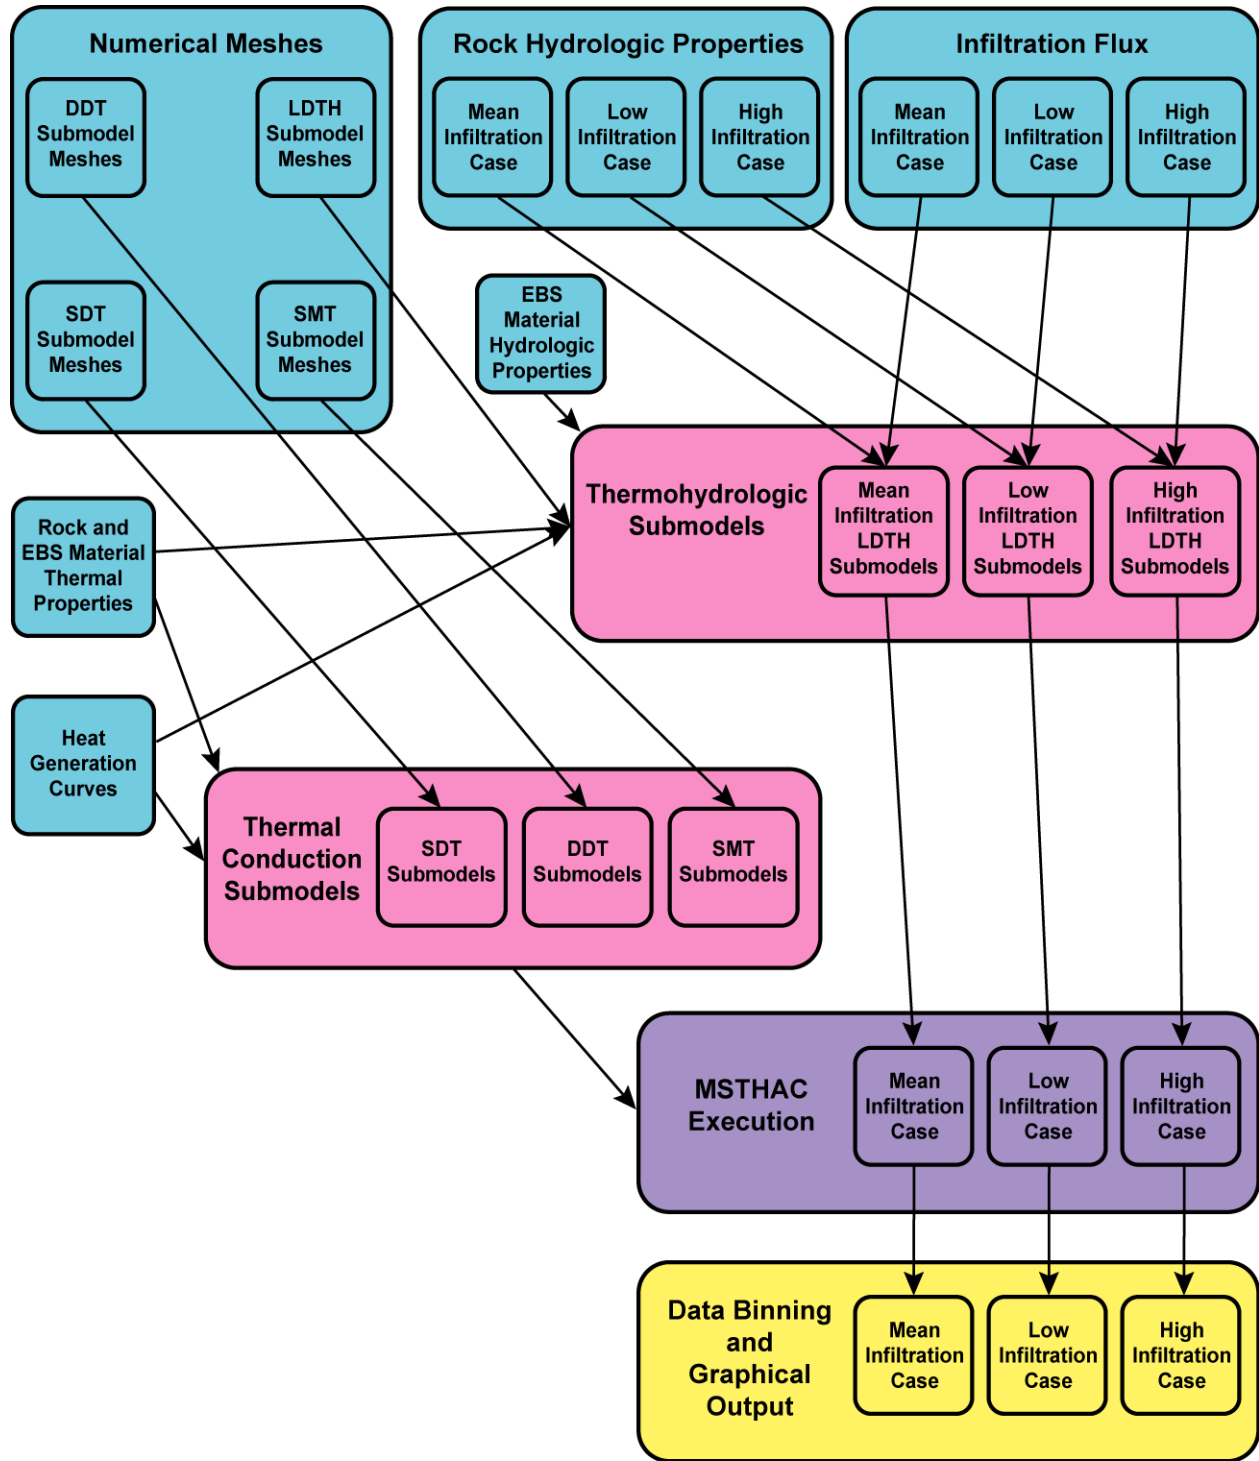 Numerical Meshes
DDT
Submodel
Meshes
LDTH
Submodel
Meshes
SDT
Submodel
Meshes
SMT
Submodel
Meshes
Rock Hydrologic Properties
Mean
Infiltration
Case
Low
Infiltration
Case
High
Infiltration
Case
Infiltration Flux
Mean
Infiltration
Case
Low
Infiltration
Case
High
Infiltration
Case
EBS
Material
Hydrologic
Properties
Rock and
EBS Material
Thermal
Properties
Heat
Generation
Curves
Thermohydrologic
Submodels
Mean
Infiltration
LDTH
Submodels
Low
Infiltration
LDTH
Submodels
High
Infiltration
LDTH
Submodels
Thermal
Conduction
Submodels
SDT
Submodels
DDT
Submodels
SMT
Submodels
MSTHAC
Execution
Mean
Infiltration
Case
Low
Infiltration
Case
High
Infiltration
Case
Data Binning
and
Graphical
Output
Mean
Infiltration
Case
Low
Infiltration
Case
High
Infiltration
Case